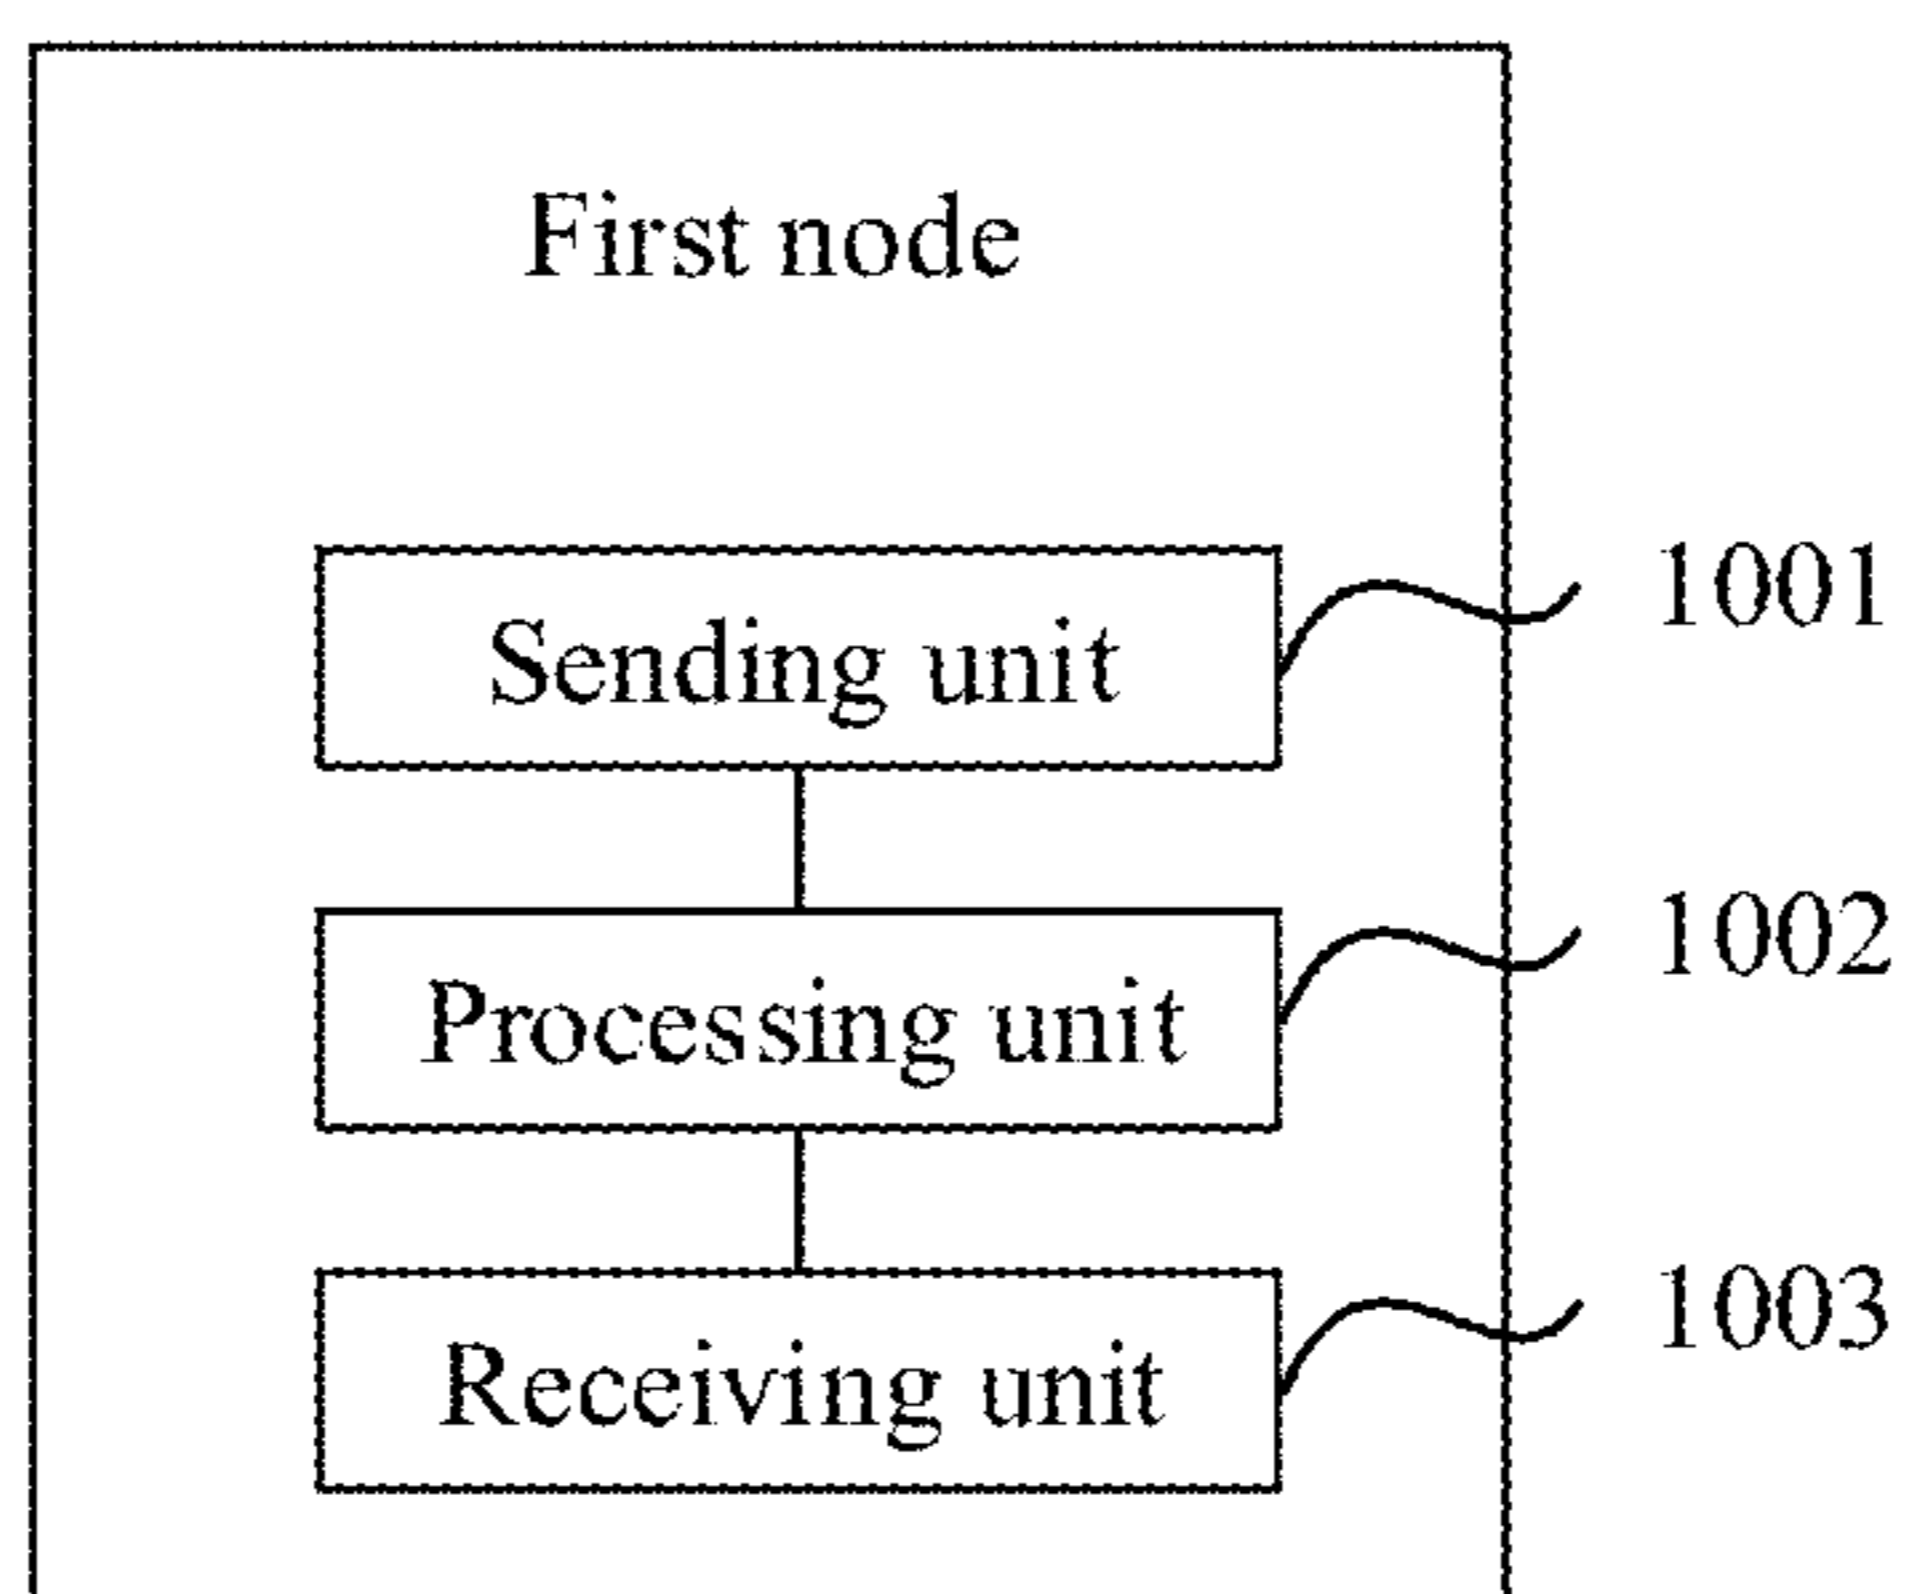 First node
Sending unit
1001
Processing unit
1002
Receiving unit
1003